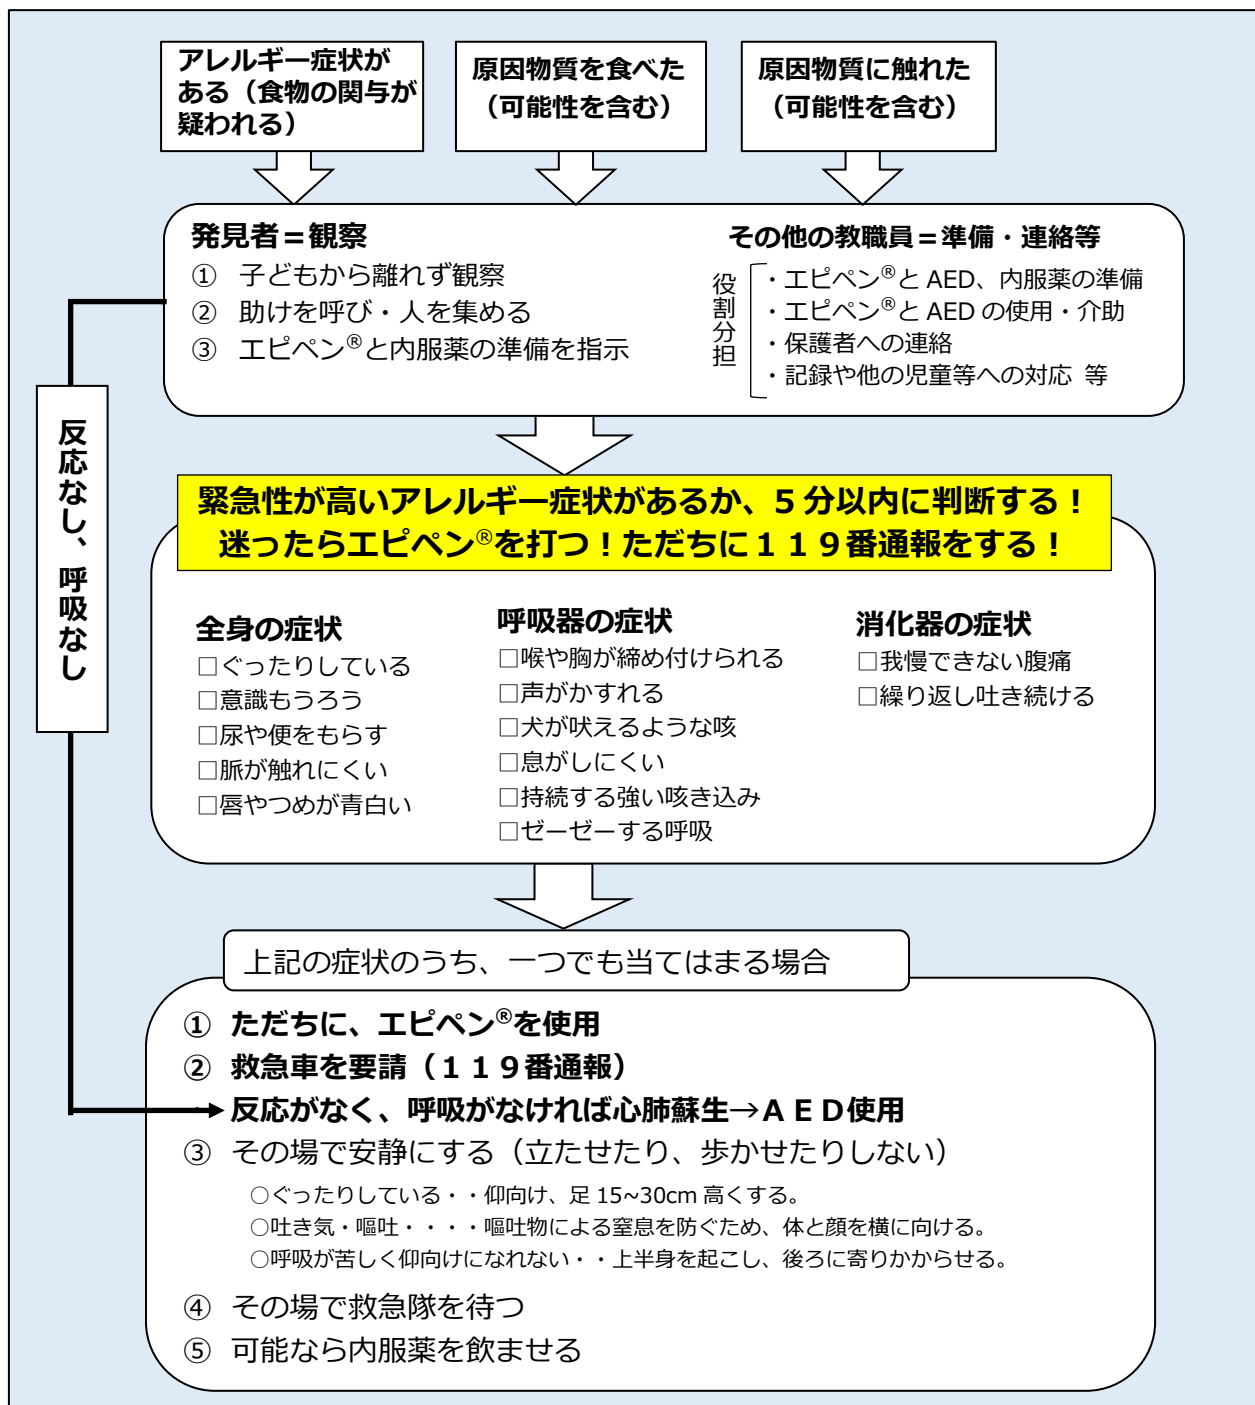 アレルギー症状が
ある（食物の関与が
疑われる）
原因物質を食べた
（可能性を含む）
原因物質に触れた
（可能性を含む）
発見者＝観察
① 子どもから離れず観察
② 助けを呼び・人を集める
③ エピペン®と内服薬の準備を指示
その他の教職員＝準備・連絡等
役割分担
・エピペン®と AED、内服薬の準備
・エピペン®と AED の使用・介助
・保護者への連絡
・記録や他の児童等への対応 等
反応なし、呼吸なし
緊急性が高いアレルギー症状があるか、5 分以内に判断する！
迷ったらエピペン®を打つ！ただちに１１９番通報をする！
全身の症状
□ぐったりしている
□意識もうろう
□尿や便をもらす
□脈が触れにくい
□唇やつめが青白い
呼吸器の症状
□喉や胸が締め付けられる
□声がかすれる
□犬が吠えるような咳
□息がしにくい
□持続する強い咳き込み
□ゼーゼーする呼吸
消化器の症状
□我慢できない腹痛
□繰り返し吐き続ける
上記の症状のうち、一つでも当てはまる場合
① ただちに、エピペン®を使用
② 救急車を要請（１１９番通報）
反応がなく、呼吸がなければ心肺蘇生→ＡＥＤ使用
③ その場で安静にする（立たせたり、歩かせたりしない）
○ぐったりしている・・仰向け、足 15~30cm 高くする。
○吐き気・嘔吐・・・・嘔吐物による窒息を防ぐため、体と顔を横に向ける。
○呼吸が苦しく仰向けになれない・・上半身を起こし、後ろに寄りかからせる。
④ その場で救急隊を待つ
⑤ 可能なら内服薬を飲ませる